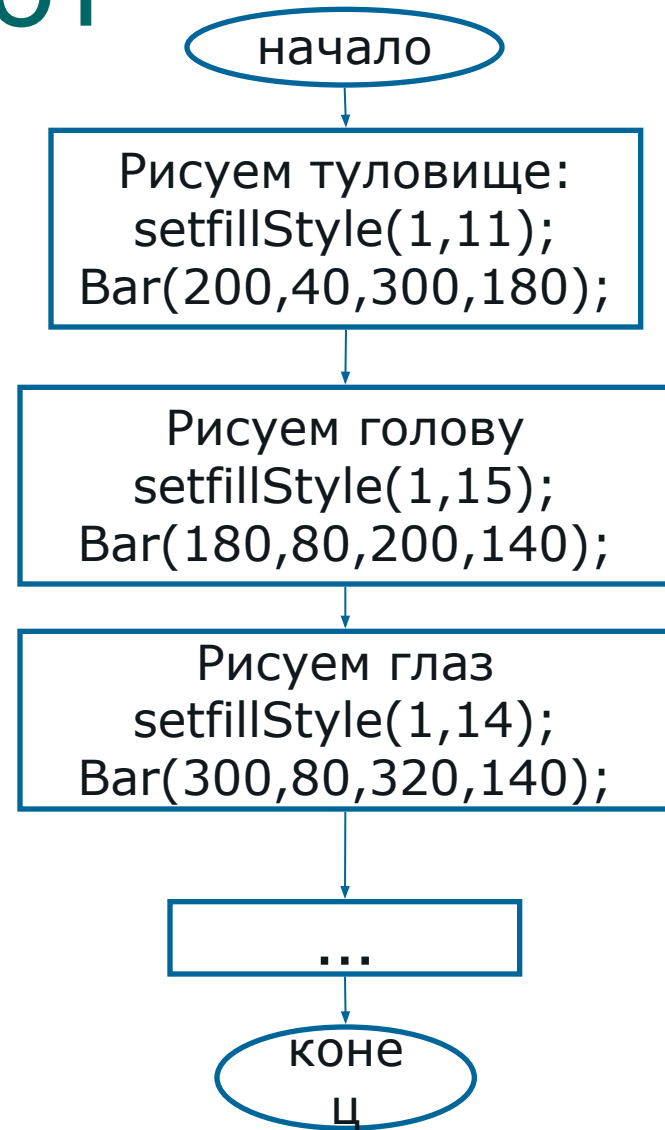 начало
Рисуем туловище:
setfillStyle(1,11);
Bar(200,40,300,180);
Рисуем голову
setfillStyle(1,15);
Bar(180,80,200,140);
Рисуем глаз
setfillStyle(1,14);
Bar(300,80,320,140);
...
коне
ц